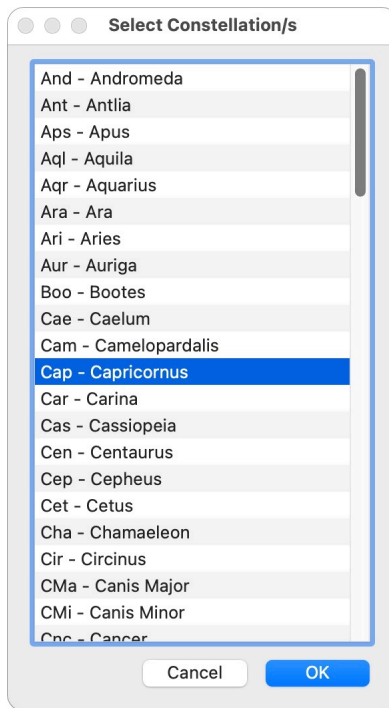 Select Constellation/s
And - Andromeda
Ant - Antlia
Aps - Apus
Aql - Aquila
Aqr - Aquarius
Ara - Ara
Ari - Aries
Aur - Auriga
Boo - Bootes
Cae - Caelum
Cam - Camelopardalis
Cap - Capricornus
Car - Carina
Cas - Cassiopeia
Cen - Centaurus
Cep - Cepheus
Cet - Cetus
Cha - Chamaeleon
Cir - Circinus
CMa - Canis Major
CMi - Canis Minor
Cnc - Cancer
Cancel OK